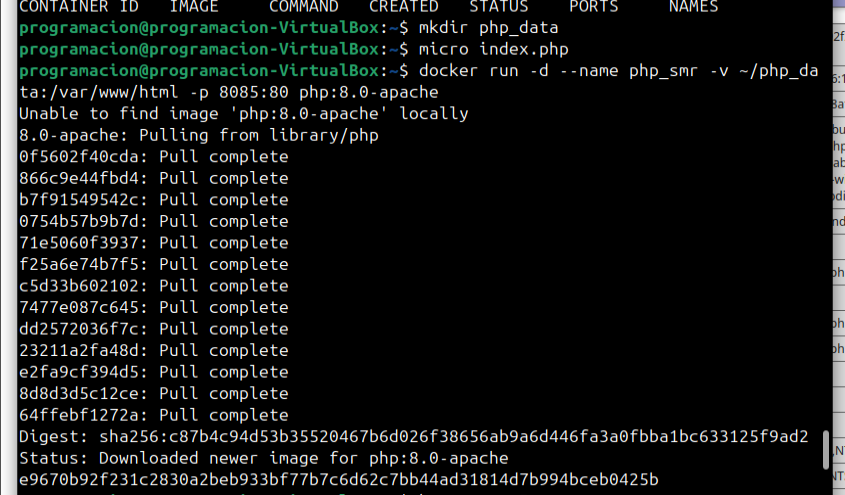 CONTAINER ID   IMAGE     COMMAND   CREATED   STATUS    PORTS     NAMES
programacion@programacion-VirtualBox:~$ mkdir php_data
programacion@programacion-VirtualBox:~$ micro index.php
programacion@programacion-VirtualBox:~$ docker run -d --name php_smr -v ~/php_da
ta:/var/www/html -p 8085:80 php:8.0-apache
Unable to find image 'php:8.0-apache' locally
8.0-apache: Pulling from library/php
0f5602f40cda: Pull complete
866c9e44fbd4: Pull complete
b7f91549542c: Pull complete
0754b57b9b7d: Pull complete
71e5060f3937: Pull complete
f25a6e74b7f5: Pull complete
c5d33b602102: Pull complete
7477e087c645: Pull complete
dd2572036f7c: Pull complete
23211a2fa48d: Pull complete
e2fa9cf394d5: Pull complete
8d8d3d5c12ce: Pull complete
64ffebf1272a: Pull complete
Digest: sha256:c87b4c94d53b35520467b6d026f38656ab9a6d446fa3a0fbba1bc633125f9ad2
Status: Downloaded newer image for php:8.0-apache
e9670b92f231c2830a2beb933bf77b7c6d62c7bb44ad31814d7b994bceb0425b